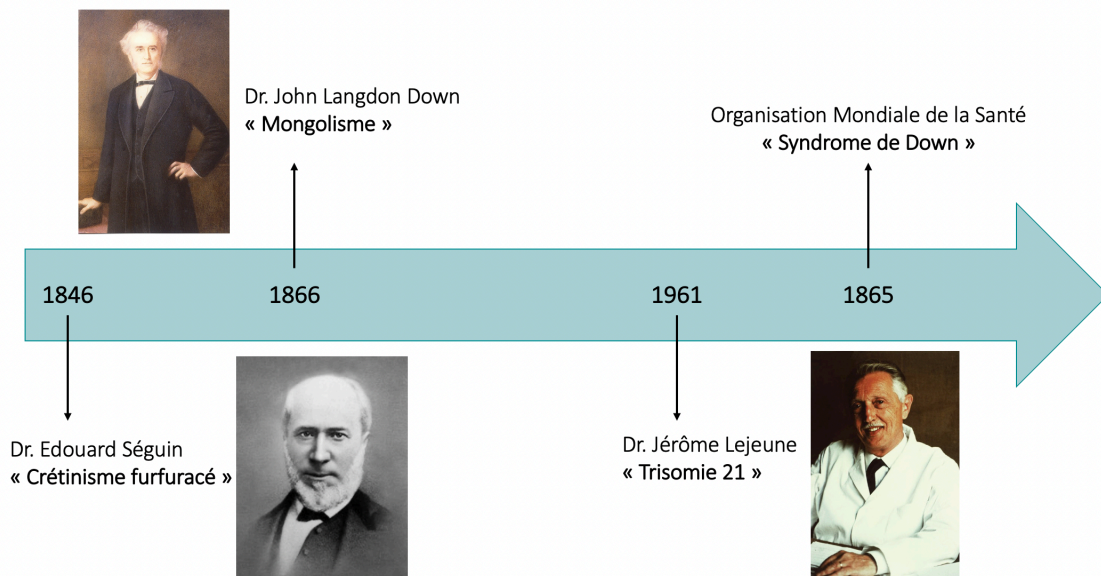 Dr. John Langdon Down
« Mongolisme »
Organisation Mondiale de la Santé
« Syndrome de Down »
1846
1866
1961
1865
Dr. Edouard Séguin
« Crétinisme furfuracé »
Dr. Jérôme Lejeune
« Trisomie 21 »